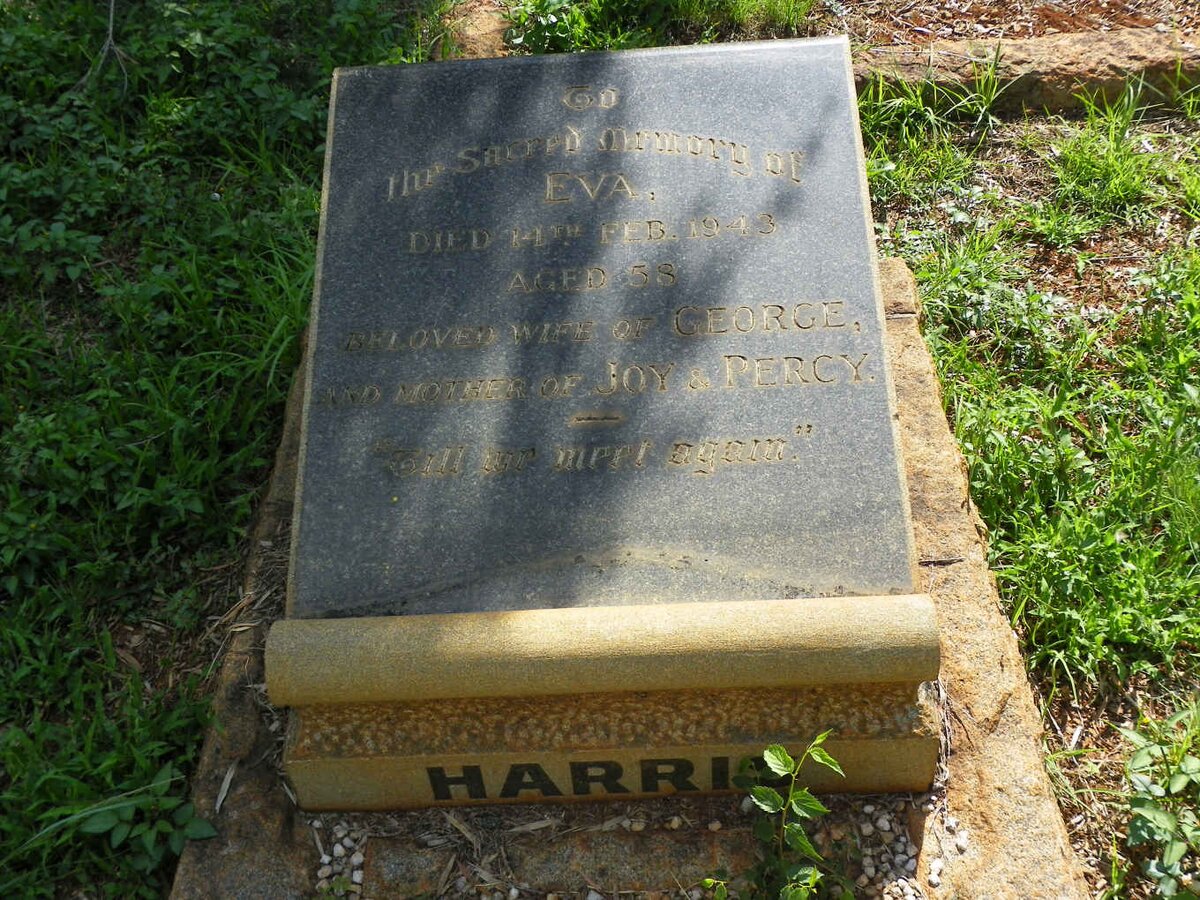 To
the Sacred Memory of
EVA,
DIED 14TH FEB. 1943
AGED 58
BELOVED WIFE OF GEORGE,
AND MOTHER OF JOY & PERCY.
"Till we meet again."
HARRIS